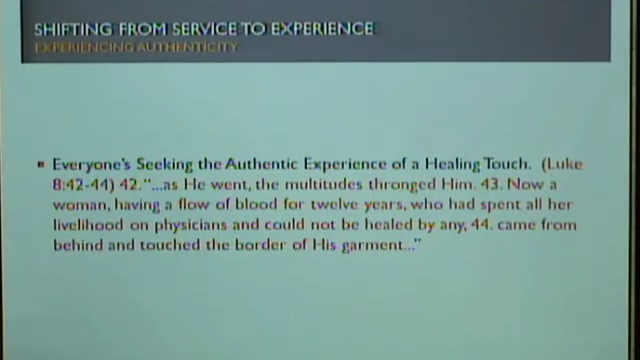 SHIFTING FROM SERVICE TO EXPERIENCE
EXPERIENCING AUTHENTICITY
Everyone's Seeking the Authentic Experience of a Healing Touch. (Luke
8:42-44) 42."...as He went, the multitudes thronged Him. 43. Now a
woman, having a flow of blood for twelve years, who had spent all her
livelihood on physicians and could not be healed by any, 44. came from
behind and touched the border of His garment..."